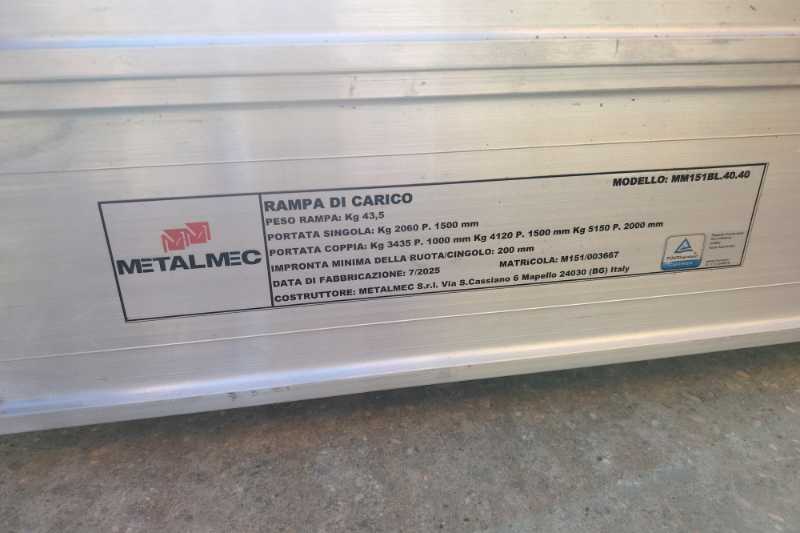 MODELLO: MM151BL.40.40
METALMEC
RAMPA DI CARICO
PESO RAMPA: Kg 43,5
PORTATA SINGOLA: Kg 2060 P. 1500 mm
PORTATA COPPIA: Kg 3435 P. 1000 mm Kg 4120 P. 1500 mm Kg 5150 P. 2000 mm
IMPRONTA MINIMA DELLA RUOTA/CINGOLO: 200 mm
DATA DI FABBRICAZIONE: 7/2025 MATRICOLA: M151/003667
COSTRUTTORE: METALMEC S.r.l. Via S.Cassiano 6 Mapello 24030 (BG) Italy